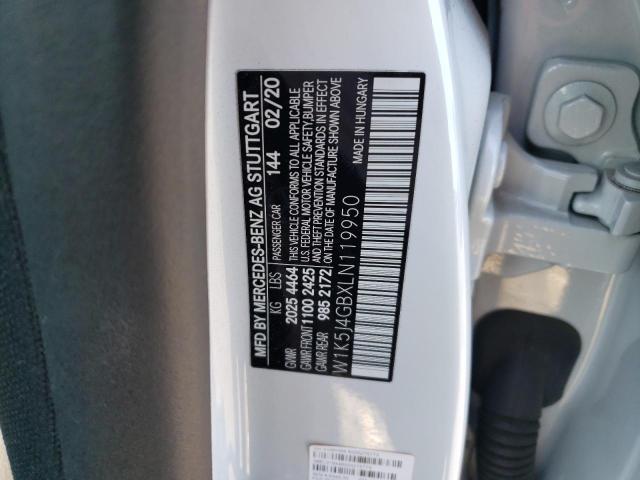 MFD BY MERCEDES-BENZ AG STUTTGART
KG LBS PASSENGER CAR 144 02/20
GVWR 2025 4464 THIS VEHICLE CONFORMS TO ALL APPLICABLE
GAWR FRONT 1100 2425 U.S. FEDERAL MOTOR VEHICLE SAFETY, BUMPER
GAWR REAR 985 2172 AND THEFT PREVENTION STANDARDS IN EFFECT
ON THE DATE OF MANUFACTURE SHOWN ABOVE
W1K5J4GBXLN119950 MADE IN HUNGARY